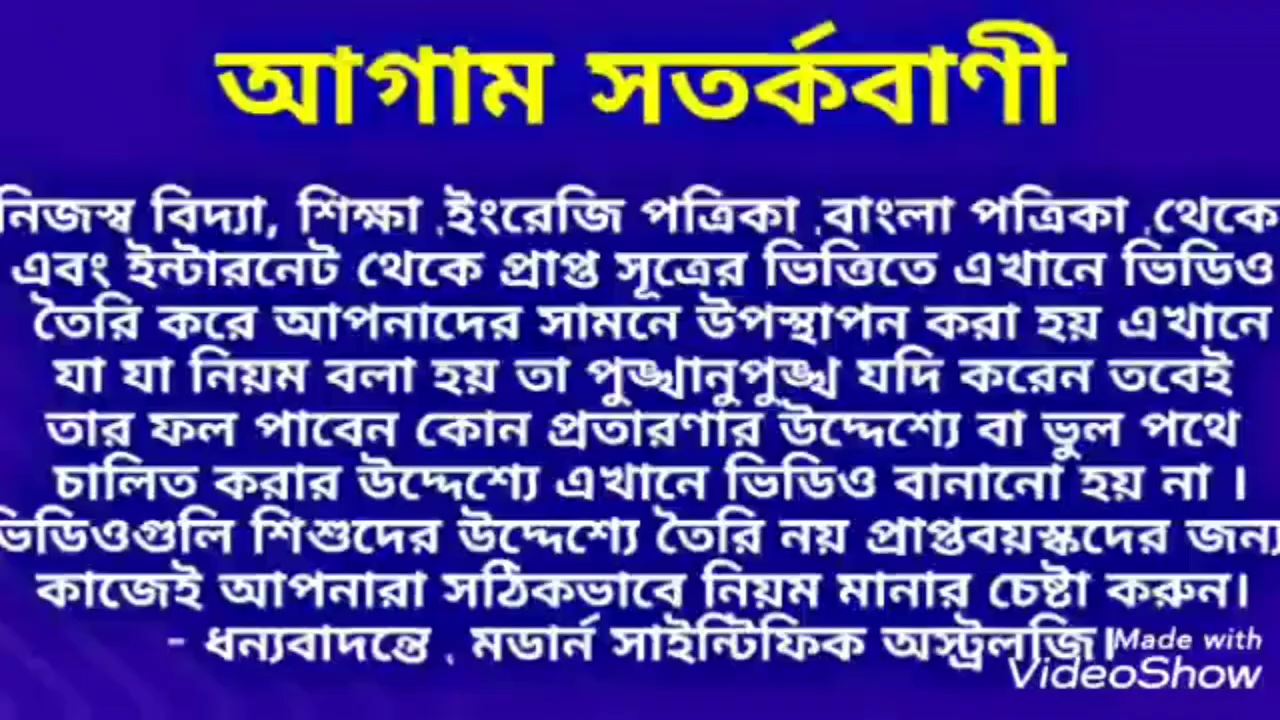 আগাম সতর্কবাণী
নিজস্ব বিদ্যা, শিক্ষা ,ইংরেজি পত্রিকা ,বাংলা পত্রিকা ,থেকে
এবং ইন্টারনেট থেকে প্রাপ্ত সূত্রের ভিত্তিতে এখানে ভিডিও
তৈরি করে আপনাদের সামনে উপস্থাপন করা হয় এখানে
যা যা নিয়ম বলা হয় তা পুঙ্খানুপুঙ্খ যদি করেন তবেই
তার ফল পাবেন কোন প্রতারণার উদ্দেশ্যে বা ভুল পথে
চালিত করার উদ্দেশ্যে এখানে ভিডিও বানানো হয় না ।
ভিডিওগুলি শিশুদের উদ্দেশ্যে তৈরি নয় প্রাপ্তবয়স্কদের জন্য
কাজেই আপনারা সঠিকভাবে নিয়ম মানার চেষ্টা করুন।
- ধন্যবাদন্তে , মডার্ন সাইন্টিফিক অস্ট্রলজি।
Made with
VideoShow